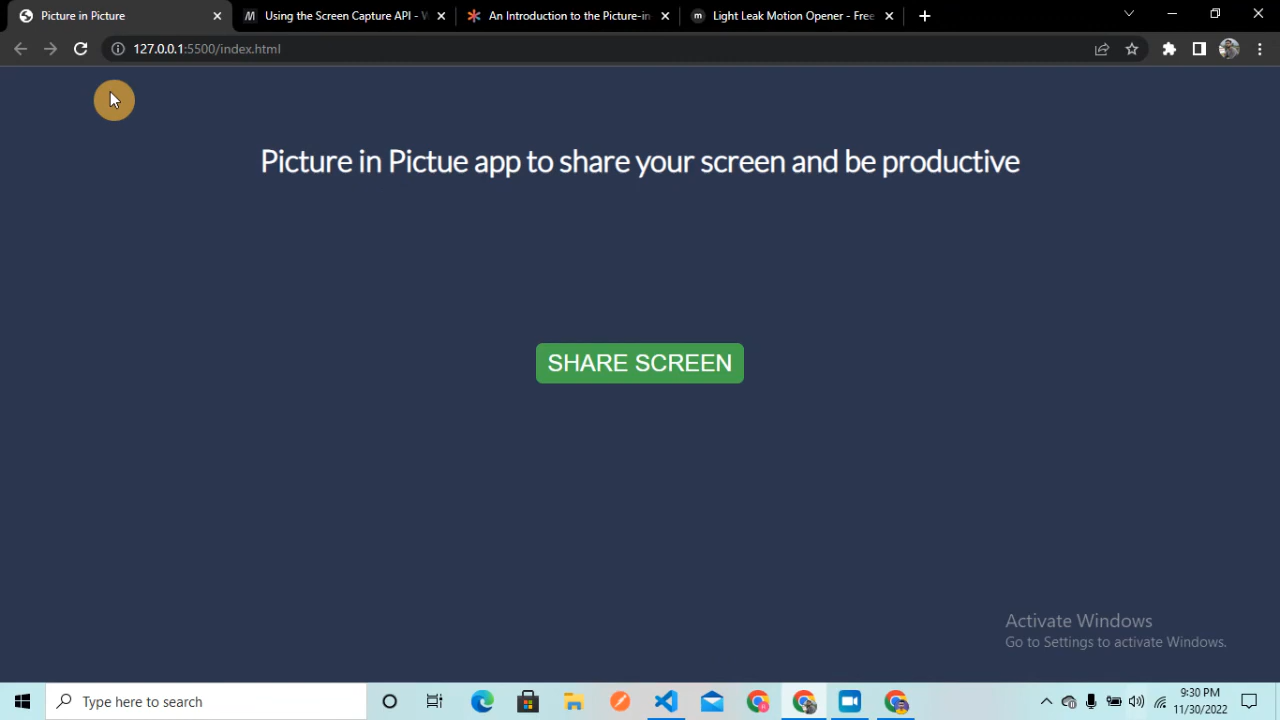 Picture in Picture
Using the Screen Capture API - W
An Introduction to the Picture-in
Light Leak Motion Opener - Free
127.0.0.1:5500/index.html
Picture in Pictue app to share your screen and be productive
SHARE SCREEN
Activate Windows
Go to Settings to activate Windows.
Type here to search
9:30 PM
11/30/2022